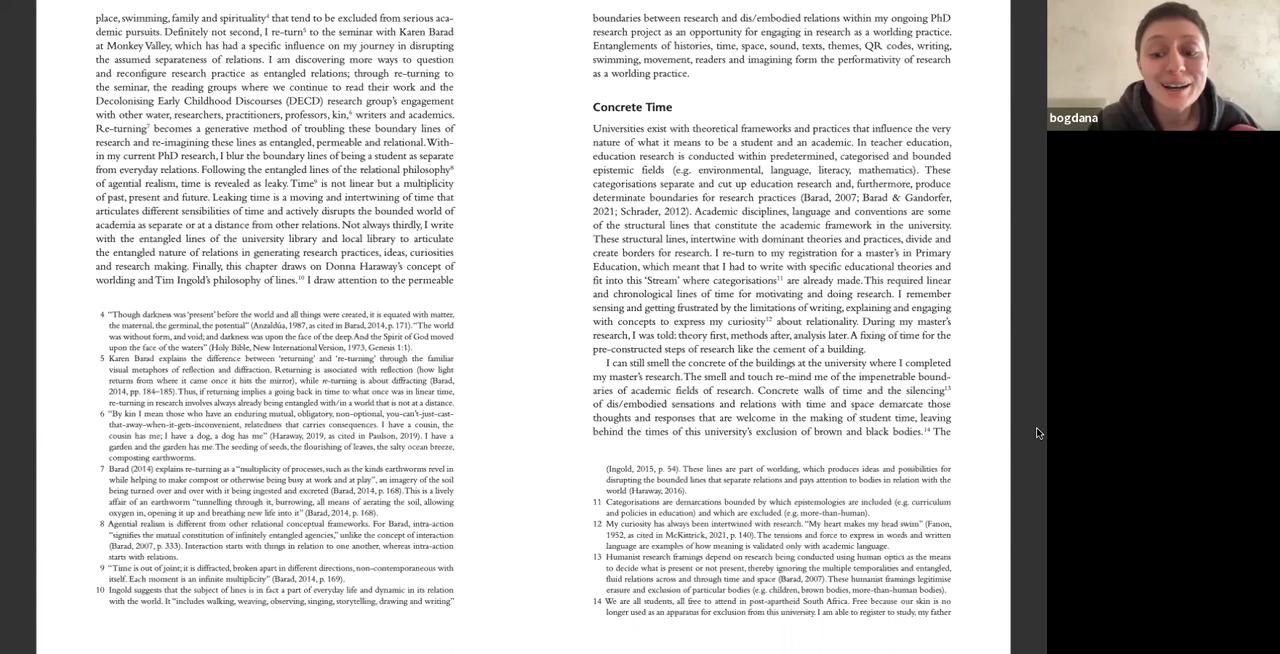 place, swimming, family and spirituality4 that tend to be excluded from serious aca-
demic pursuits. Definitely not second, I re-turn5 to the seminar with Karen Barad
at Monkey Valley, which has had a specific influence on my journey in disrupting
the assumed separateness of relations. I am discovering more ways to question
and reconfigure research practice as entangled relations; through re-turning to
the seminar, the reading groups where we continue to read their work and the
Decolonising Early Childhood Discourses (DECD) research group's engagement
with other water, researchers, practitioners, professors, kin,6 writers and academics.
Re-turning7 becomes a generative method of troubling these boundary lines of
research and re-imagining these lines as entangled, permeable and relational. With-
in my current PhD research, I blur the boundary lines of being a student as separate
from everyday relations. Following the entangled lines of the relational philosophy8
of agential realism, time is revealed as leaky. Time9 is not linear but a multiplicity
of past, present and future. Leaking time is a moving and intertwining of time that
articulates different sensibilities of time and actively disrupts the bounded world of
academia as separate or at a distance from other relations. Not always thirdly, I write
with the entangled lines of the university library and local library to articulate
the entangled nature of relations in generating research practices, ideas, curiosities
and research making. Finally, this chapter draws on Donna Haraway's concept of
worlding and Tim Ingold's philosophy of lines.10 I draw attention to the permeable
4 "Though darkness was 'present' before the world and all things were created, it is equated with matter,
the maternal, the germinal, the potential" (Anzaldúa, 1987, as cited in Barad, 2014, p. 171). "The world
was without form, and void; and darkness was upon the face of the deep. And the Spirit of God moved
upon the face of the waters" (Holy Bible, New International Version, 1973, Genesis 1:1).
5 Karen Barad explains the difference between 'returning' and 're-turning' through the familiar
visual metaphors of reflection and diffraction. Returning is associated with reflection (how light
returns from where it came once it hits the mirror), while re-turning is about diffracting (Barad,
2014, pp. 184–185). Thus, if returning implies a going back in time to what once was in linear time,
re-turning in research involves always already being entangled with/in a world that is not at a distance.
6 "By kin I mean those who have an enduring mutual, obligatory, non-optional, you-can't-just-cast-
that-away-when-it-gets-inconvenient, relatedness that carries consequences. I have a cousin, the
cousin has me; I have a dog, a dog has me" (Haraway, 2019, as cited in Paulson, 2019). I have a
garden and the garden has me. The seeding of seeds, the flourishing of leaves, the salty ocean breeze,
composting earthworms.
7 Barad (2014) explains re-turning as a "multiplicity of processes, such as the kinds earthworms revel in
while helping to make compost or otherwise being busy at work and at play", an imagery of the soil
being turned over and over with it being ingested and excreted (Barad, 2014, p. 168). This is a lively
affair of an earthworm "tunnelling through it, burrowing, all means of aerating the soil, allowing
oxygen in, opening it up and breathing new life into it" (Barad, 2014, p. 168).
8 Agential realism is different from other relational conceptual frameworks. For Barad, intra-action
"signifies the mutual constitution of infinitely entangled agencies," unlike the concept of interaction
(Barad, 2007, p. 333). Interaction starts with things in relation to one another, whereas intra-action
starts with relations.
9 "Time is out of joint; it is diffracted, broken apart in different directions, non-contemporaneous with
itself. Each moment is an infinite multiplicity" (Barad, 2014, p. 169).
10 Ingold suggests that the subject of lines is in fact a part of everyday life and dynamic in its relation
with the world. It "includes walking, weaving, observing, singing, storytelling, drawing and writing"
boundaries between research and dis/embodied relations within my ongoing PhD
research project as an opportunity for engaging in research as a worlding practice.
Entanglements of histories, time, space, sound, texts, themes, QR codes, writing,
swimming, movement, readers and imagining form the performativity of research
as a worlding practice.
Concrete Time
Universities exist with theoretical frameworks and practices that influence the very
nature of what it means to be a student and an academic. In teacher education,
education research is conducted within predetermined, categorised and bounded
epistemic fields (e.g. environmental, language, literacy, mathematics). These
categorisations separate and cut up education research and, furthermore, produce
determinate boundaries for research practices (Barad, 2007; Barad & Gandorfer,
2021; Schrader, 2012). Academic disciplines, language and conventions are some
of the structural lines that constitute the academic framework in the university.
These structural lines, intertwine with dominant theories and practices, divide and
create borders for research. I re-turn to my registration for a master's in Primary
Education, which meant that I had to write with specific educational theories and
fit into this 'Stream' where categorisations11 are already made. This required linear
and chronological lines of time for motivating and doing research. I remember
sensing and getting frustrated by the limitations of writing, explaining and engaging
with concepts to express my curiosity12 about relationality. During my master's
research, I was told: theory first, methods after, analysis later. A fixing of time for the
pre-constructed steps of research like the cement of a building.
I can still smell the concrete of the buildings at the university where I completed
my master's research. The smell and touch re-mind me of the impenetrable bound-
aries of academic fields of research. Concrete walls of time and the silencing13
of dis/embodied sensations and relations with time and space demarcate those
thoughts and responses that are welcome in the making of student time, leaving
behind the times of this university's exclusion of brown and black bodies.14 The
(Ingold, 2015, p. 54). These lines are part of worlding, which produces ideas and possibilities for
disrupting the bounded lines that separate relations and pays attention to bodies in relation with the
world (Haraway, 2016).
11 Categorisations are demarcations bounded by which epistemologies are included (e.g. curriculum
and policies in education) and which are excluded (e.g. more-than-human).
12 My curiosity has always been intertwined with research. "My heart makes my head swim" (Fanon,
1952, as cited in McKittrick, 2021, p. 140). The tensions and force to express in words and written
language are examples of how meaning is validated only with academic language.
13 Humanist research framings depend on research being conducted using human optics as the means
to decide what is present or not present, thereby ignoring the multiple temporalities and entangled,
fluid relations across and through time and space (Barad, 2007). These humanist framings legitimise
erasure and exclusion of particular bodies (e.g. children, brown bodies, more-than-human bodies).
14 We are all students, all free to attend in post-apartheid South Africa. Free because our skin is no
longer used as an apparatus for exclusion from this university. I am able to register to study, my father
bogdana